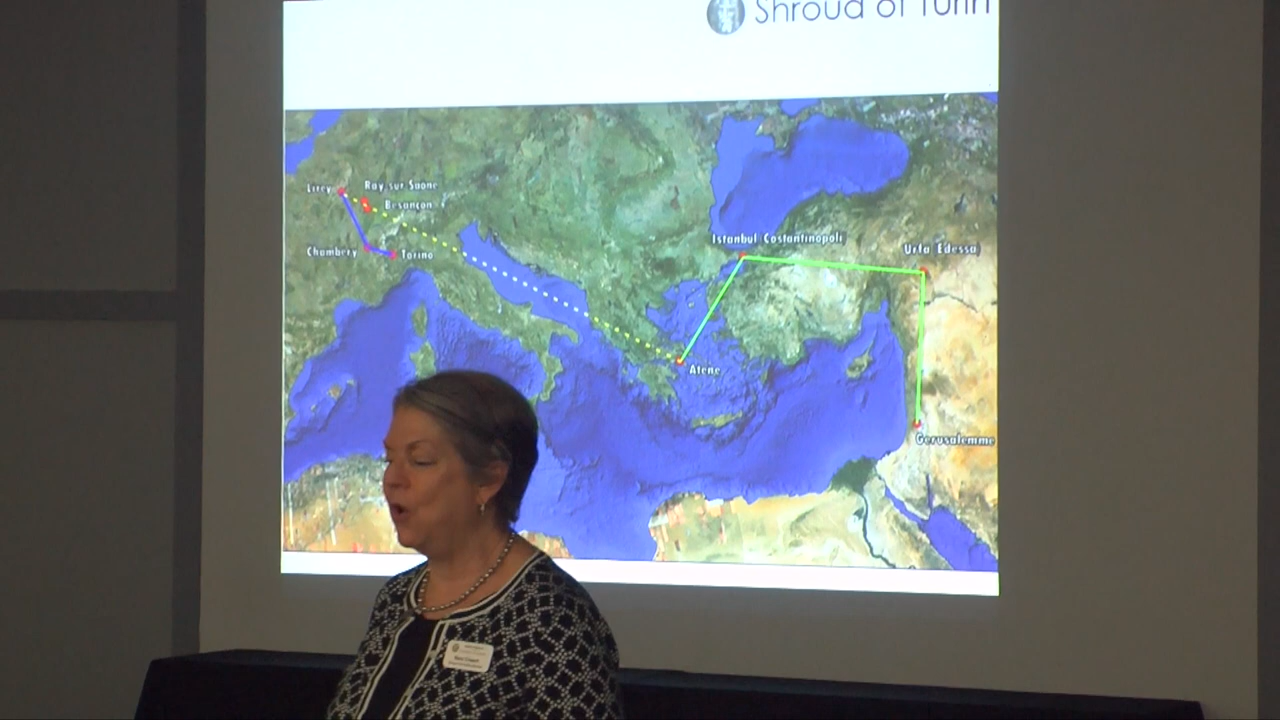 Shroud of Turin
Lirey
Ray sur Saone
Besançon
Chambery
Torino
Istanbul Costantinopoli
Urfa Edessa
Atene
Gerusalemme